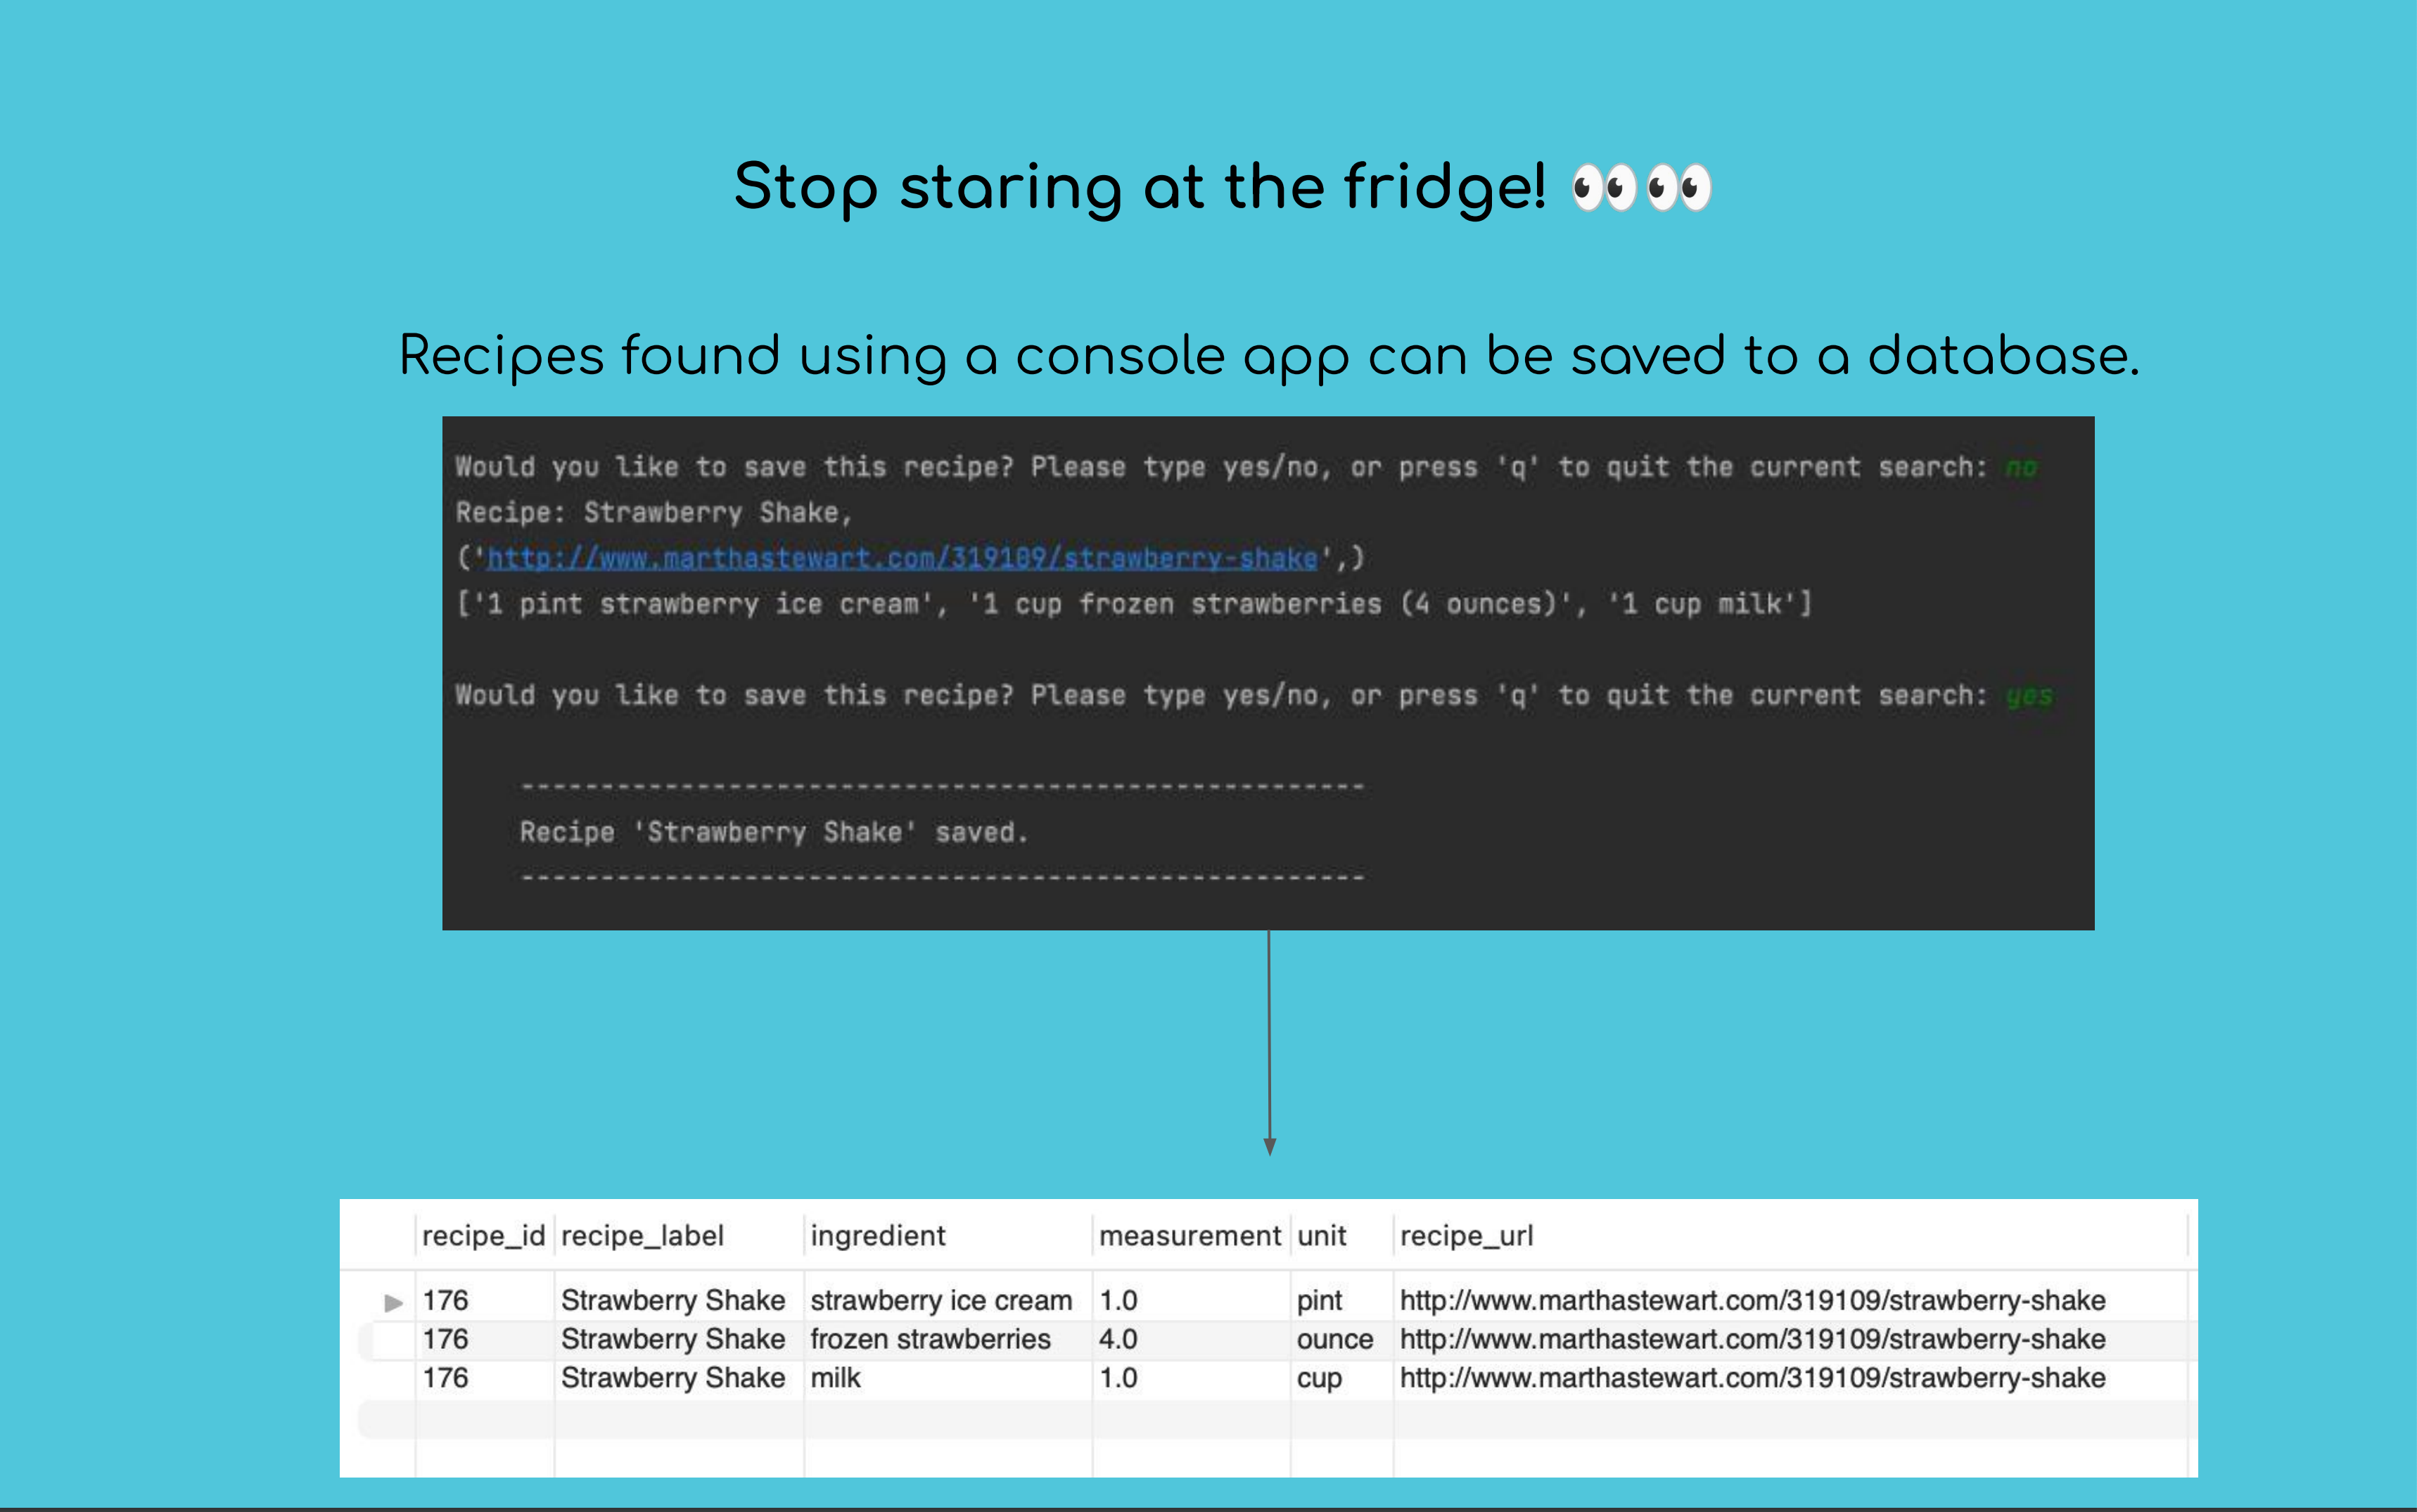 Stop staring at the fridge! 👀👀
Recipes found using a console app can be saved to a database.
Would you like to save this recipe? Please type yes/no, or press 'q' to quit the current search: no
Recipe: Strawberry Shake,
('http://www.marthastewart.com/319109/strawberry-shake',)
['1 pint strawberry ice cream', '1 cup frozen strawberries (4 ounces)', '1 cup milk']
Would you like to save this recipe? Please type yes/no, or press 'q' to quit the current search: yes
-----------------------------------------------------
Recipe 'Strawberry Shake' saved.
-----------------------------------------------------
recipe_id recipe_label ingredient measurement unit recipe_url
176 Strawberry Shake strawberry ice cream 1.0 pint http://www.marthastewart.com/319109/strawberry-shake
176 Strawberry Shake frozen strawberries 4.0 ounce http://www.marthastewart.com/319109/strawberry-shake
176 Strawberry Shake milk 1.0 cup http://www.marthastewart.com/319109/strawberry-shake